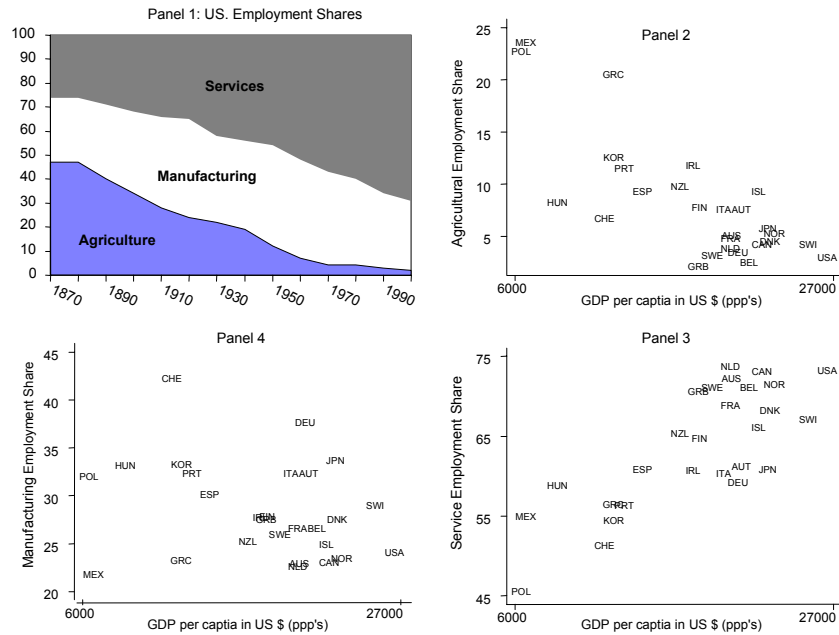 Panel 1: US. Employment Shares
100
90
80
70
60
50
40
30
20
10
0
Services
Manufacturing
Agriculture
1870
1890
1910
1930
1950
1970
1990
Panel 2
Agricultural Employment Share
25
20
15
10
5
MEX
POL
GRC
KOR
PRT
IRL
NZL
ESP
ISL
HUN
FIN
ITAAUT
CHE
JPN
AUS
NOR
FRA
DNK
CAN
SWI
NLD
DEU
SWE
USA
BEL
GRB
6000
27000
GDP per captia in US $ (ppp's)
Panel 4
Manufacturing Employment Share
45
40
35
30
25
20
CHE
DEU
JPN
KOR
HUN
PRT
ITAAUT
POL
ESP
SWI
IRL
FIN
GRB
DNK
FRABEL
SWE
NZL
ISL
USA
NOR
GRC
AUS
CAN
NLD
MEX
6000
27000
GDP per captia in US $ (ppp's)
Panel 3
Service Employment Share
75
65
55
45
NLD
CAN
USA
AUS
SWE
BEL
NOR
GRB
FRA
DNK
SWI
ISL
NZL
FIN
AUT
ESP
IRL
ITA
JPN
DEU
HUN
GRC
PRT
MEX
KOR
CHE
POL
6000
27000
GDP per captia in US $ (ppp's)